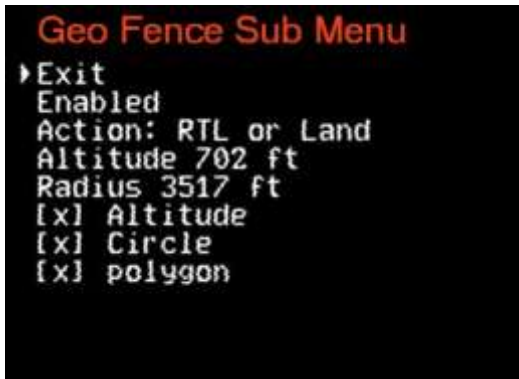 Geo Fence Sub Menu
Exit
Enabled
Action: RTL or Land
Altitude 702 ft
Radius 3517 ft
[x] Altitude
[x] Circle
[x] polygon